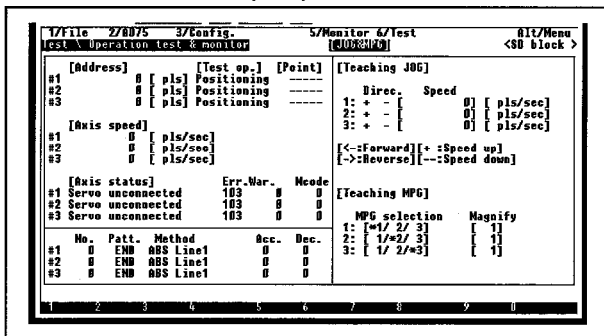 1/File 2/AD75 3/Config. 5/Monitor 6/Test Alt/Menu
Test \ Operation test & monitor [JOG&MPG] <SD block >
[Address] [Test op.] [Point]
#1 0 [ pls] Positioning -----
#2 0 [ pls] Positioning -----
#3 0 [ pls] Positioning -----
[Axis speed]
#1 0 [ pls/sec]
#2 0 [ pls/sec]
#3 0 [ pls/sec]
[Axis status] Err.War. Mcode
#1 Servo unconnected 103 0 0
#2 Servo unconnected 103 0 0
#3 Servo unconnected 103 0 0
No. Patt. Method Acc. Dec.
#1 0 END ABS Line1 0 0
#2 0 END ABS Line1 0 0
#3 0 END ABS Line1 0 0
[Teaching JOG]
Direc. Speed
1: + - [ 0] [ pls/sec]
2: + - [ 0] [ pls/sec]
3: + - [ 0] [ pls/sec]
[<-:Forward][+ :Speed up]
[->:Reverse][--:Speed down]
[Teaching MPG]
MPG selection Magnify
1: [*1/ 2/ 3] [ 1]
2: [ 1/*2/ 3] [ 1]
3: [ 1/ 2/*3] [ 1]
1 2 3 4 5 6 7 8 9 0